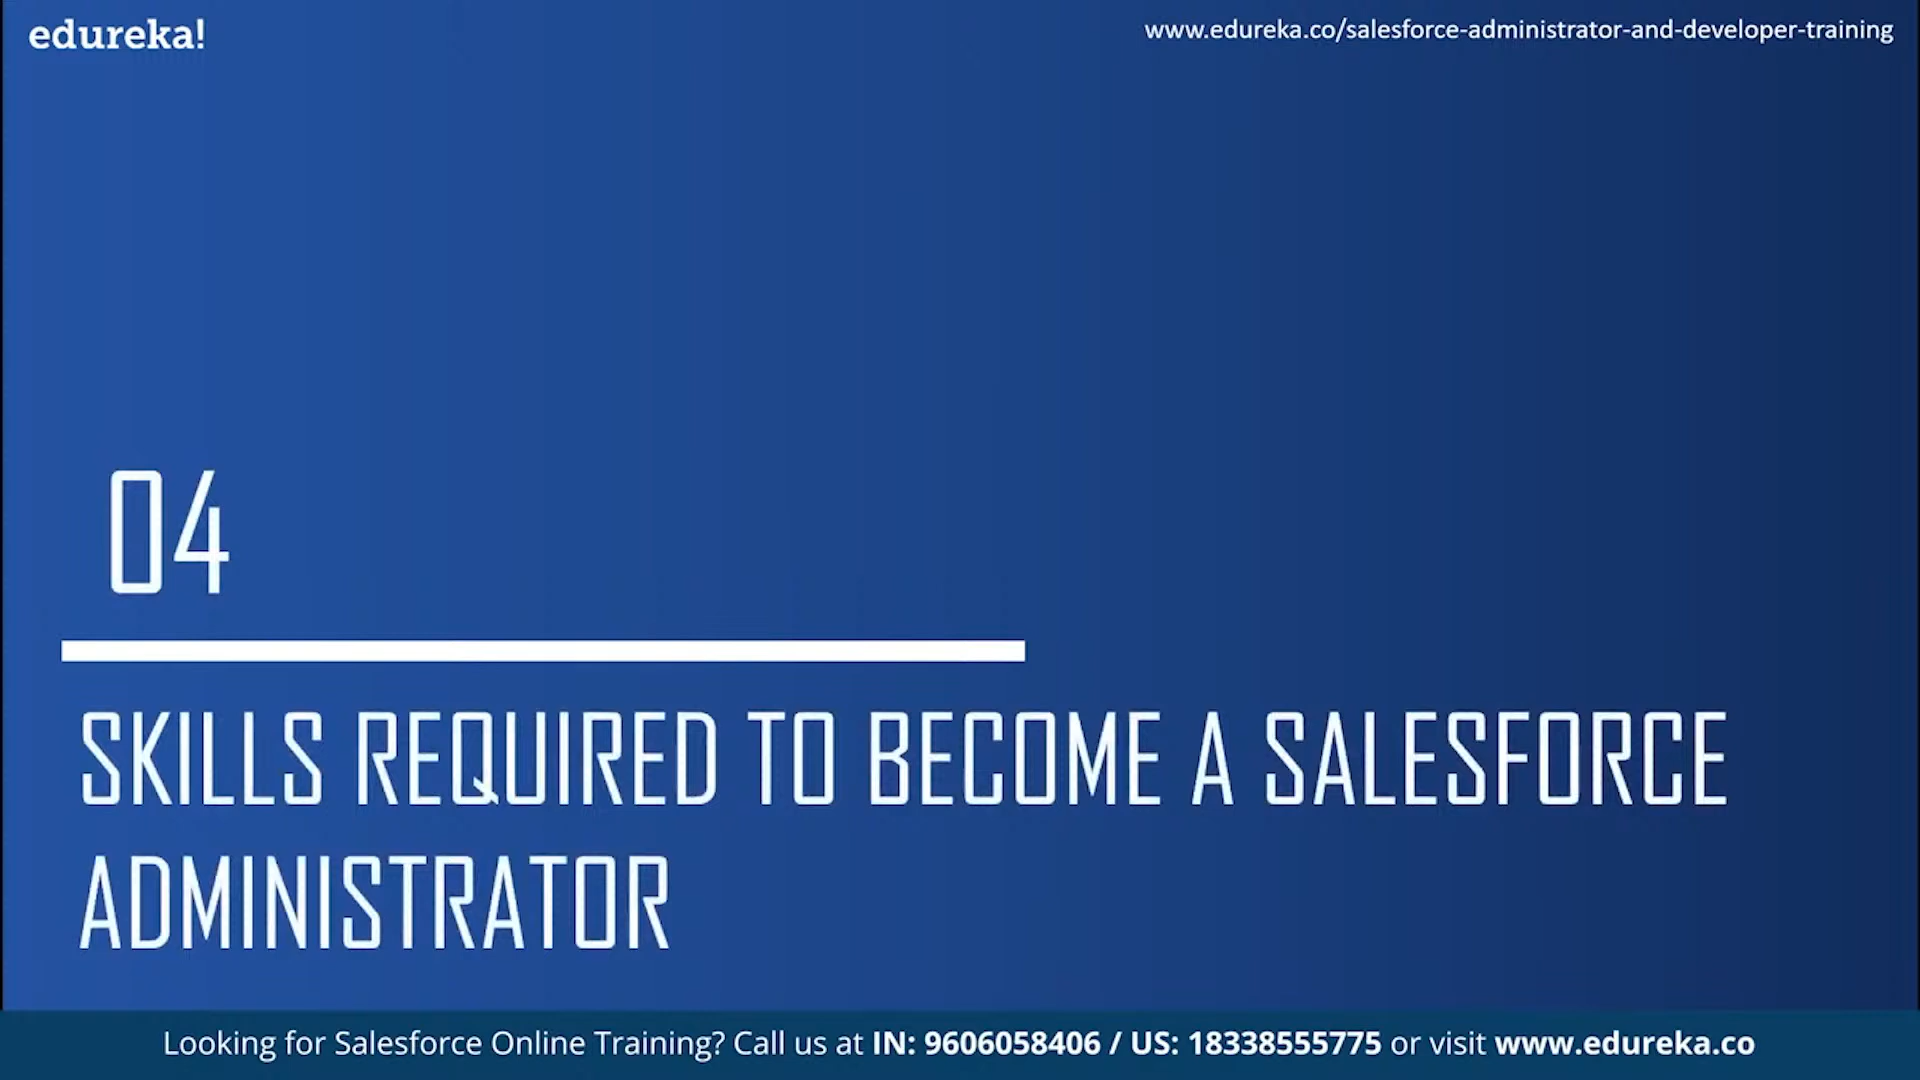 edureka!
www.edureka.co/salesforce-administrator-and-developer-training
04
SKILLS REQUIRED TO BECOME A SALESFORCE
ADMINISTRATOR
Looking for Salesforce Online Training? Call us at IN: 9606058406 / US: 18338555775 or visit www.edureka.co